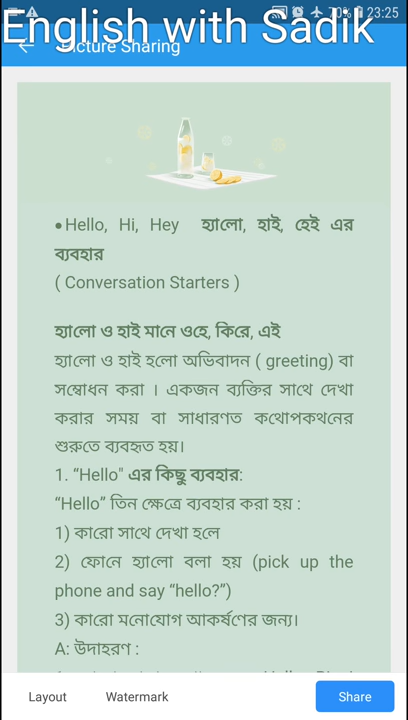 English with Sadik
70% 23:25
Picture Sharing
•Hello, Hi, Hey হ্যালো, হাই, হেই এর
ব্যবহার
( Conversation Starters )
হ্যালো ও হাই মানে ওহে, কিরে, এই
হ্যালো ও হাই হলো অভিবাদন ( greeting) বা
সম্বোধন করা । একজন ব্যক্তির সাথে দেখা
করার সময় বা সাধারণত কথোপকথনের
শুরুতে ব্যবহৃত হয়।
1. “Hello" এর কিছু ব্যবহার:
“Hello” তিন ক্ষেত্রে ব্যবহার করা হয় :
1) কারো সাথে দেখা হলে
2) ফোনে হ্যালো বলা হয় (pick up the
phone and say “hello?”)
3) কারো মনোযোগ আকর্ষণের জন্য।
A: উদাহরণ :
Layout Watermark Share